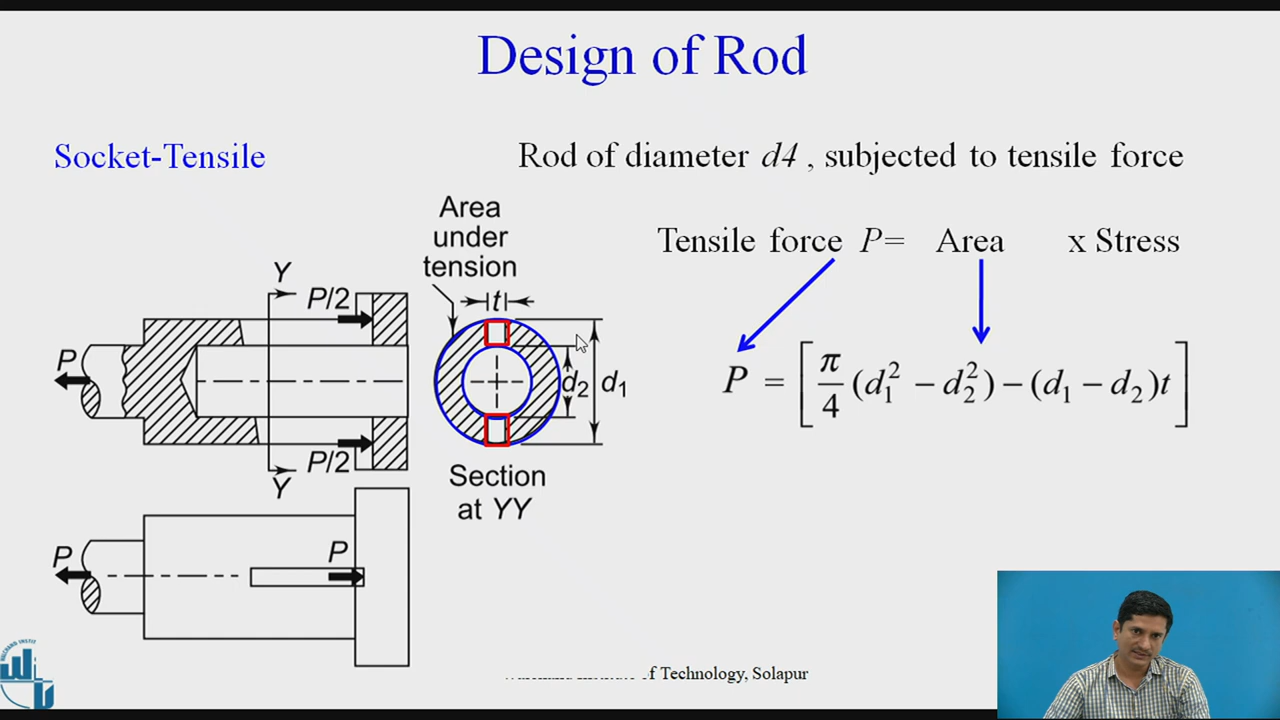 Design of Rod
Socket-Tensile
Rod of diameter d4 , subjected to tensile force
Tensile force P= Area x Stress
P = [π/4 (d₁² − d₂²) − (d₁ − d₂)t]
Area
under
tension
t
d₂
d₁
Section
at YY
Y
P/2
P
P/2
Y
P
P
of Technology, Solapur